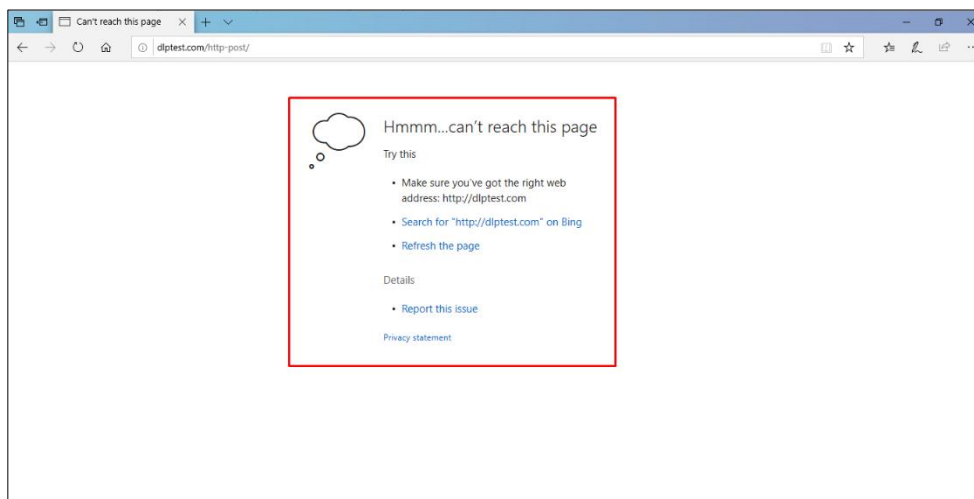 Can't reach this page
dlptest.com/http-post/
Hmmm...can't reach this page
Try this
• Make sure you've got the right web
address: http://dlptest.com
• Search for "http://dlptest.com" on Bing
• Refresh the page
Details
• Report this issue
Privacy statement